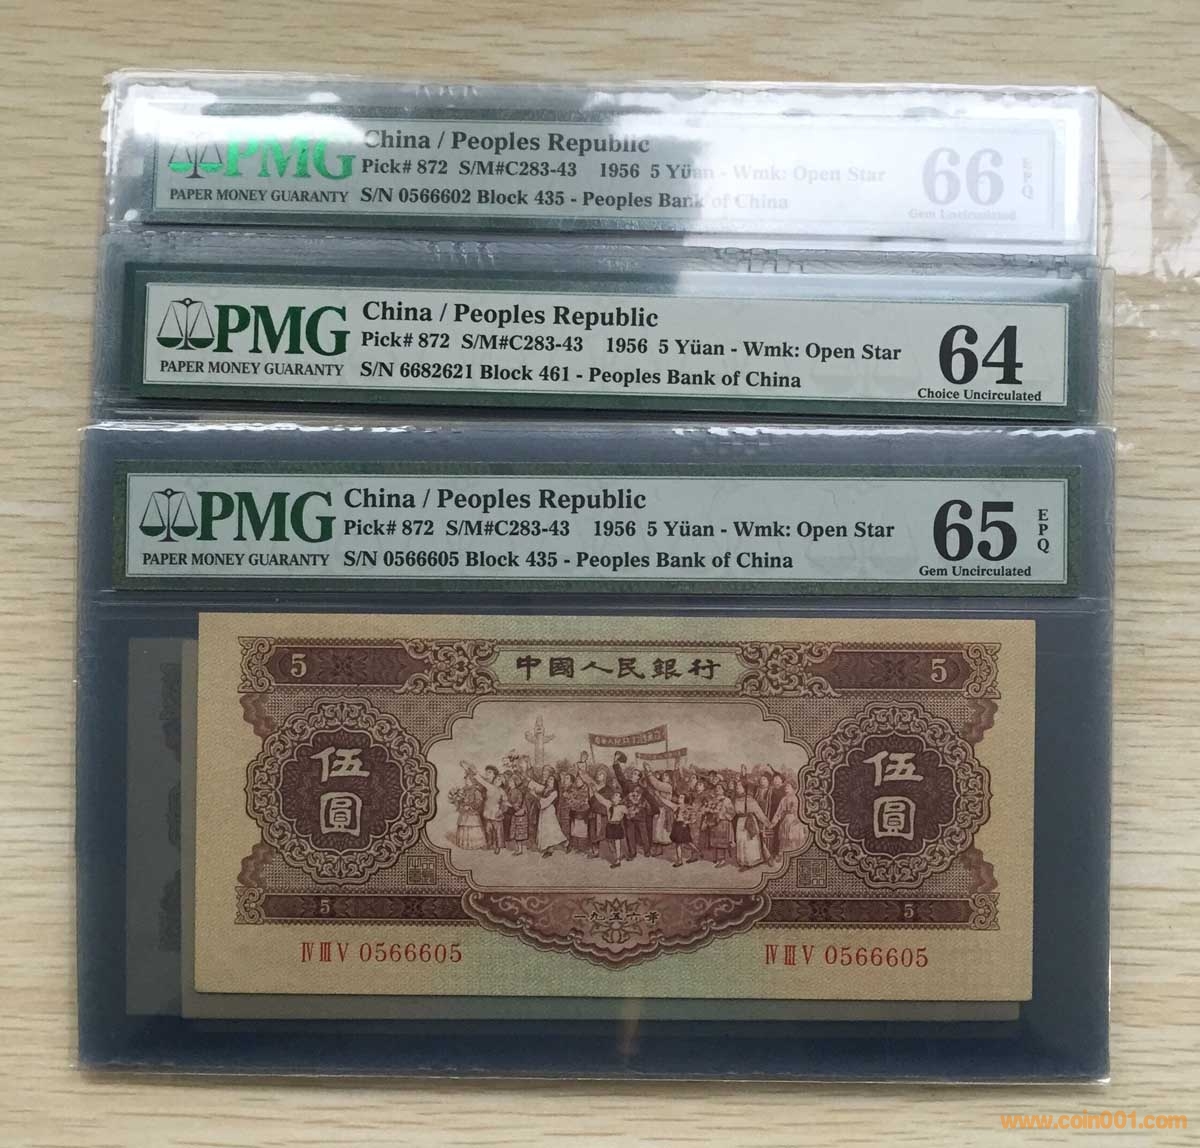 PMG
PAPER MONEY GUARANTY
China / Peoples Republic
Pick# 872 S/M#C283-43 1956 5 Yüan - Wmk: Open Star
S/N 0566602 Block 435 - Peoples Bank of China
66
EPQ
Gem Uncirculated
PMG
PAPER MONEY GUARANTY
China / Peoples Republic
Pick# 872 S/M#C283-43 1956 5 Yüan - Wmk: Open Star
S/N 6682621 Block 461 - Peoples Bank of China
64
Choice Uncirculated
PMG
PAPER MONEY GUARANTY
China / Peoples Republic
Pick# 872 S/M#C283-43 1956 5 Yüan - Wmk: Open Star
S/N 0566605 Block 435 - Peoples Bank of China
65
EPQ
Gem Uncirculated
5 中國人民銀行 5
伍圓 伍圓
一九五六年
5 5
Ⅳ Ⅲ Ⅴ 0566605 Ⅳ Ⅲ Ⅴ 0566605
www.coin001.com